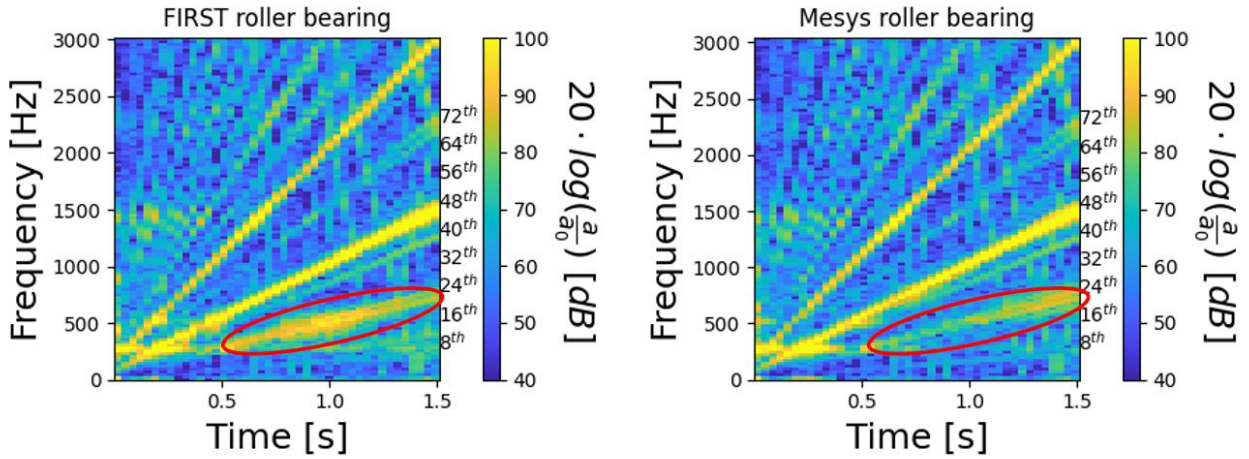 FIRST roller bearing
Frequency [Hz]
3000
2500
2000
1500
1000
500
0
0.5
1.0
1.5
Time [s]
72th
64th
56th
48th
40th
32th
24th
16th
8th
100
90
80
70
60
50
40
20 · log(a/a0) [dB]
Mesys roller bearing
Frequency [Hz]
3000
2500
2000
1500
1000
500
0
0.5
1.0
1.5
Time [s]
72th
64th
56th
48th
40th
32th
24th
16th
8th
100
90
80
70
60
50
40
20 · log(a/a0) [dB]